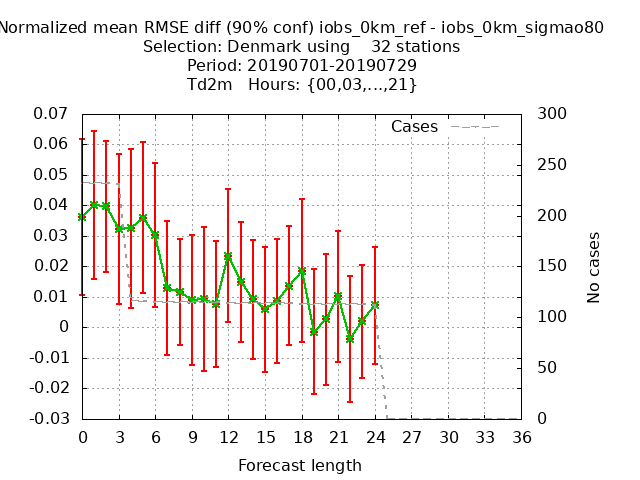 Normalized mean RMSE diff (90% conf) iobs_0km_ref - iobs_0km_sigmao80
Selection: Denmark using    32 stations
Period: 20190701-20190729
Td2m   Hours: {00,03,...,21}
Cases
0.07
0.06
0.05
0.04
0.03
0.02
0.01
0
-0.01
-0.02
-0.03
300
250
200
150
100
50
0
No cases
0 3 6 9 12 15 18 21 24 27 30 33 36
Forecast length